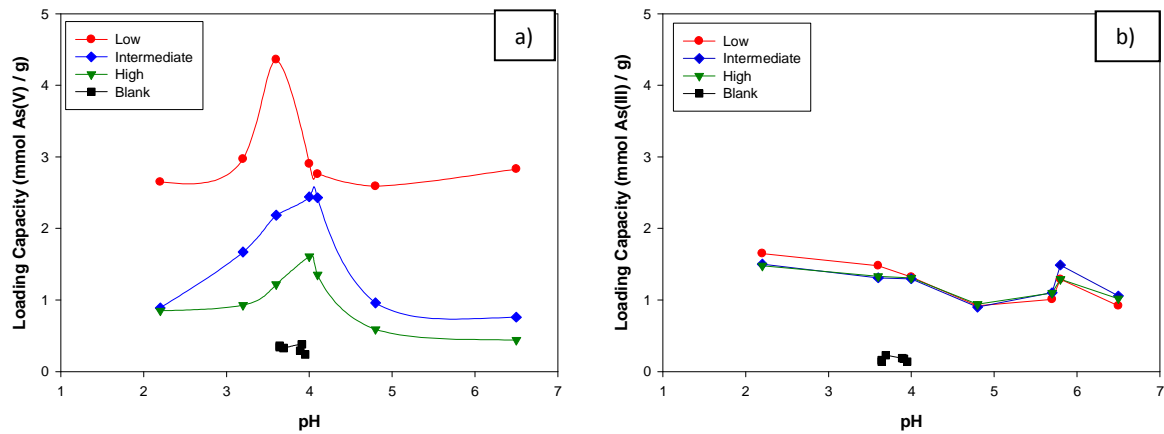 a)
Low
Intermediate
High
Blank
Loading Capacity (mmol As(V) / g)
5
4
3
2
1
0
1 2 3 4 5 6 7
pH
b)
Low
Intermediate
High
Blank
Loading Capacity (mmol As(III) / g)
5
4
3
2
1
0
1 2 3 4 5 6 7
pH